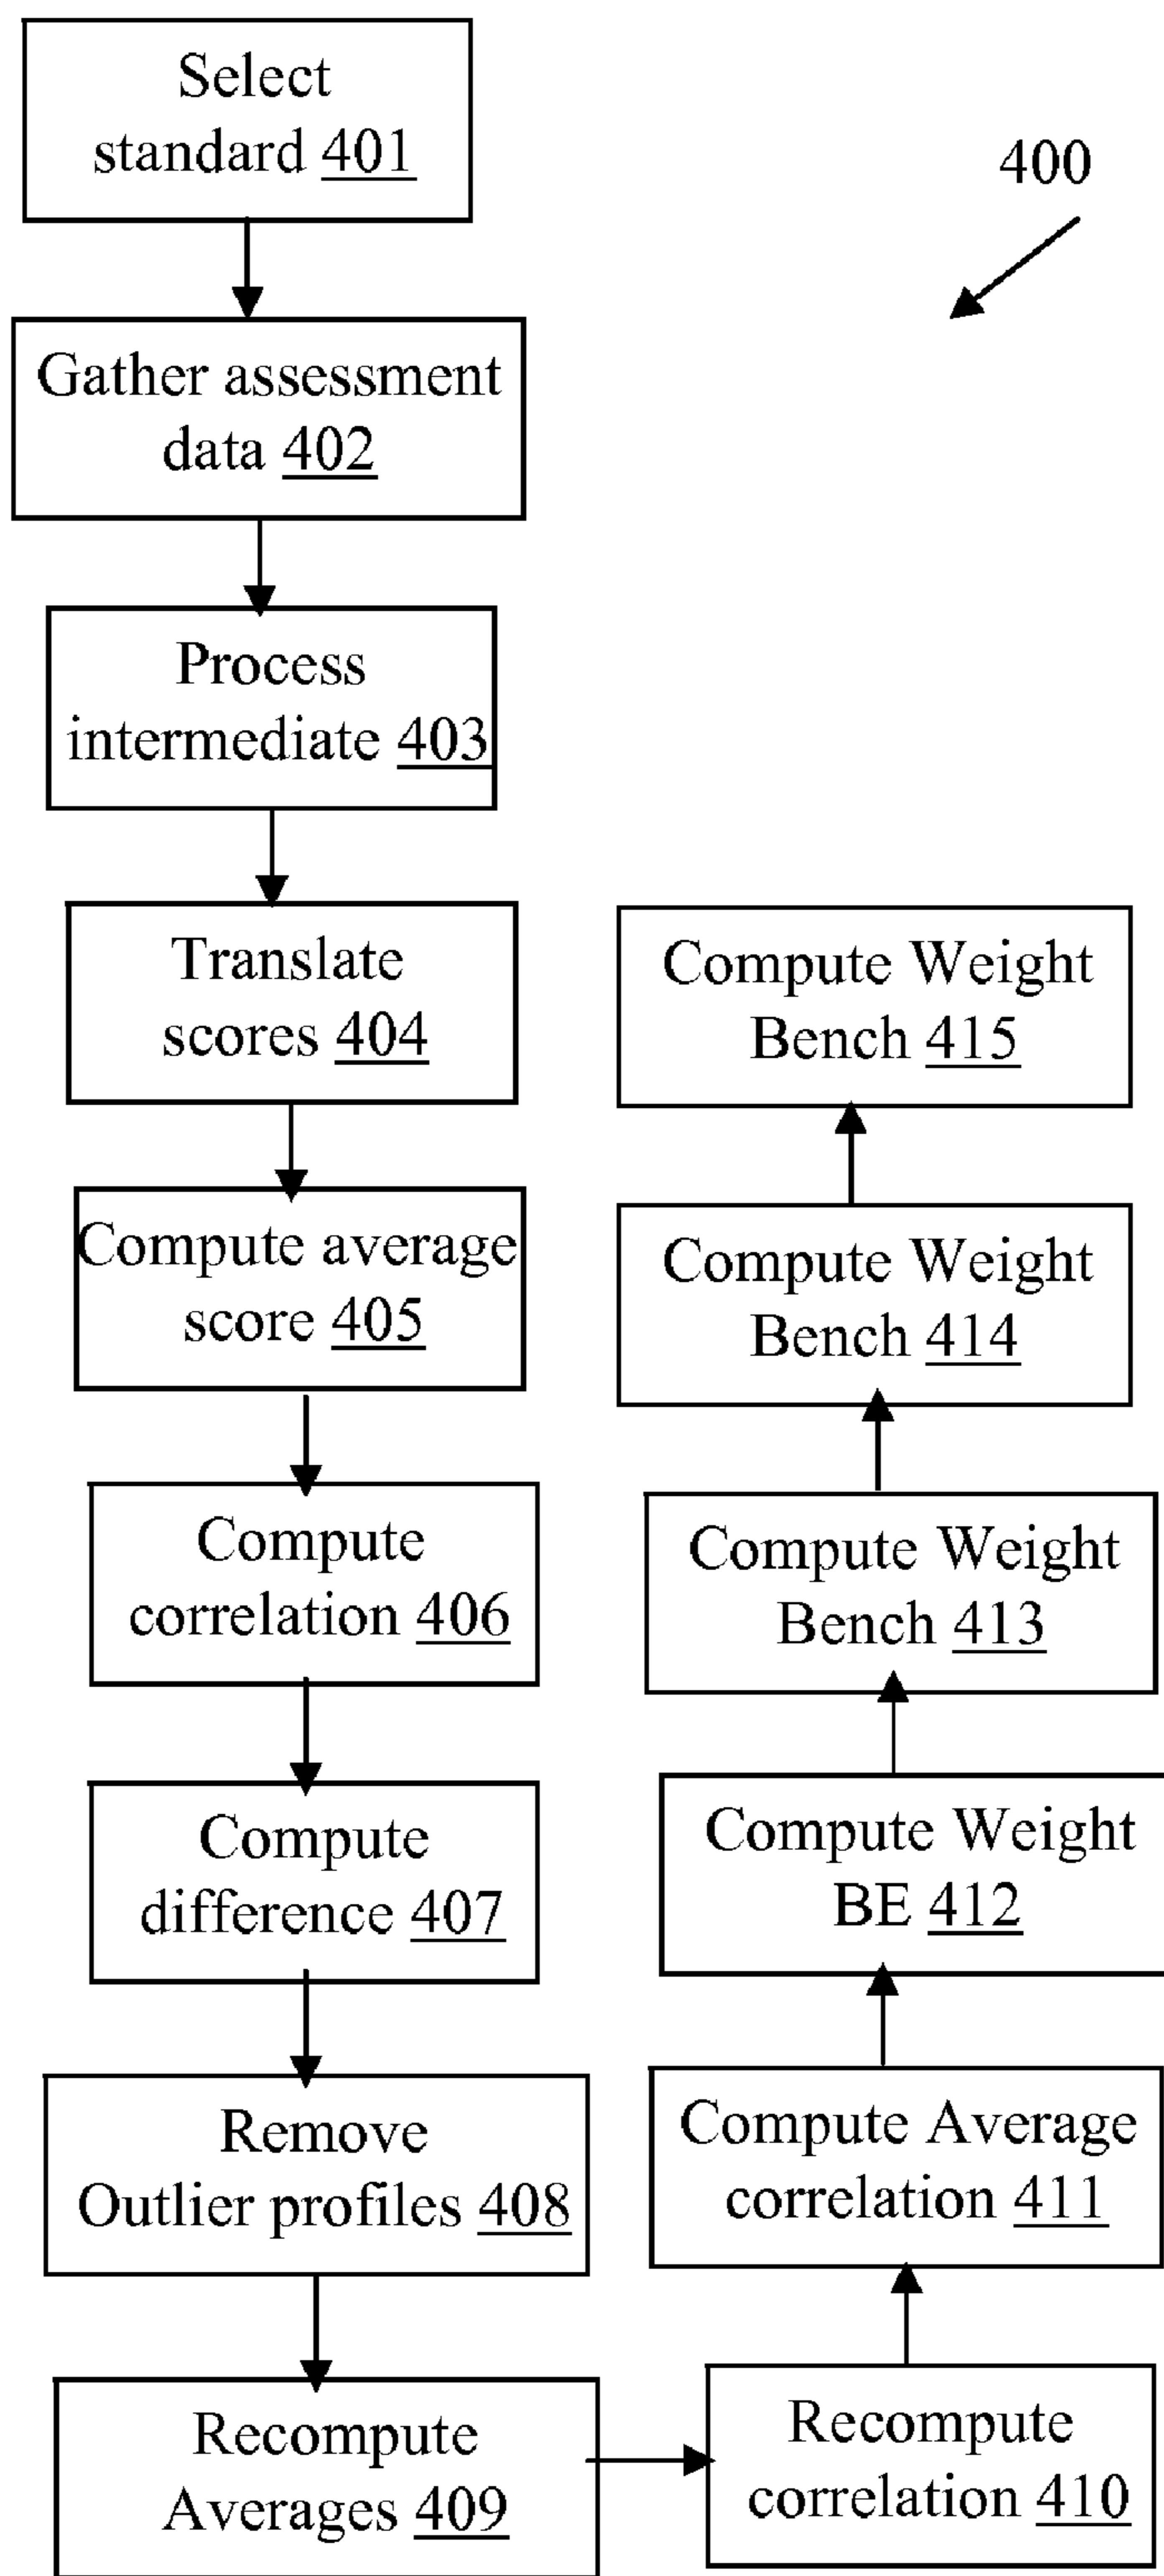 Select
standard 401
400
Gather assessment
data 402
Process
intermediate 403
Translate
scores 404
Compute average
score 405
Compute
correlation 406
Compute
difference 407
Remove
Outlier profiles 408
Recompute
Averages 409
Recompute
correlation 410
Compute Average
correlation 411
Compute Weight
BE 412
Compute Weight
Bench 413
Compute Weight
Bench 414
Compute Weight
Bench 415